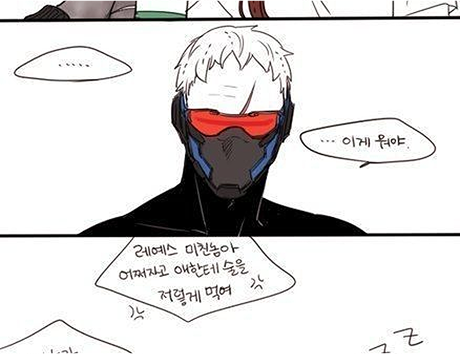 ......
... 이게 뭐야.
레예스 미친놈아
어쩌자고 애한테 술을
저렇게 먹여
Z
Z